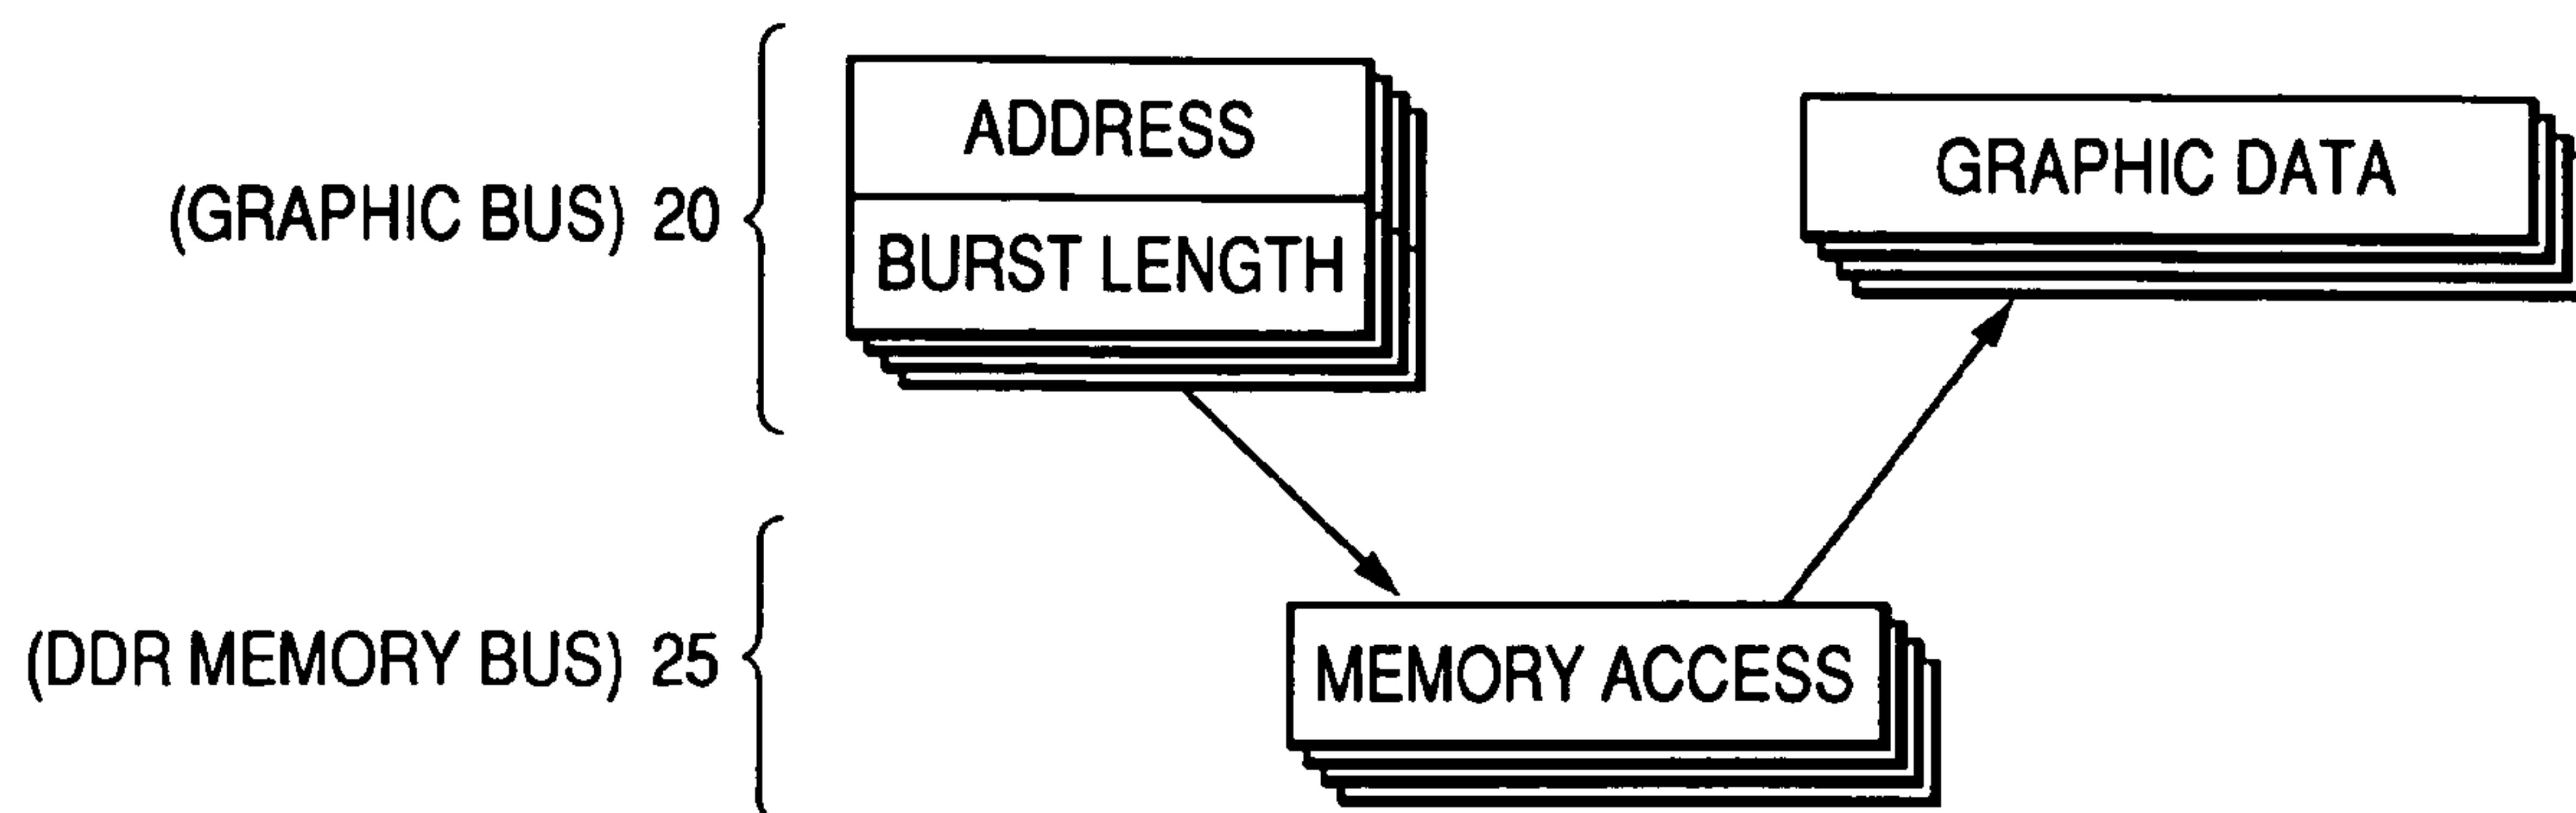 ADDRESS
BURST LENGTH
GRAPHIC DATA
(GRAPHIC BUS) 20
(DDR MEMORY BUS) 25
MEMORY ACCESS